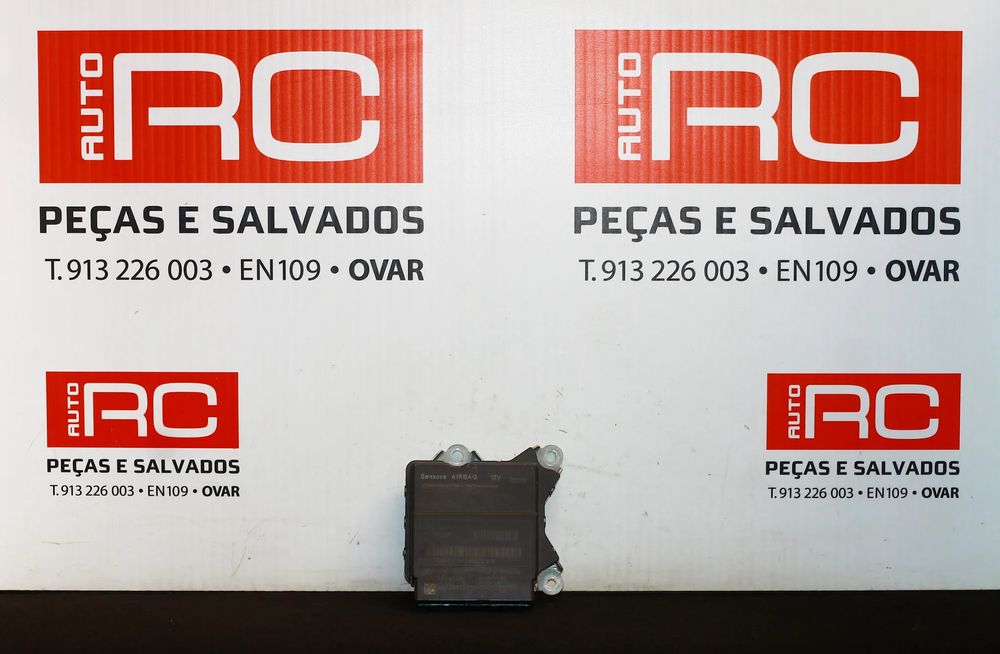 AUTO RC
PEÇAS E SALVADOS
T. 913 226 003 • EN109 • OVAR
AUTO RC
PEÇAS E SALVADOS
T. 913 226 003 • EN109 • OVAR
AUTO RC
PEÇAS E SALVADOS
T. 913 226 003 • EN109 • OVAR
AUTO RC
PEÇAS E SALVADOS
T. 913 226 003 • EN109 • OVAR
Sensore AIRBAG 12V